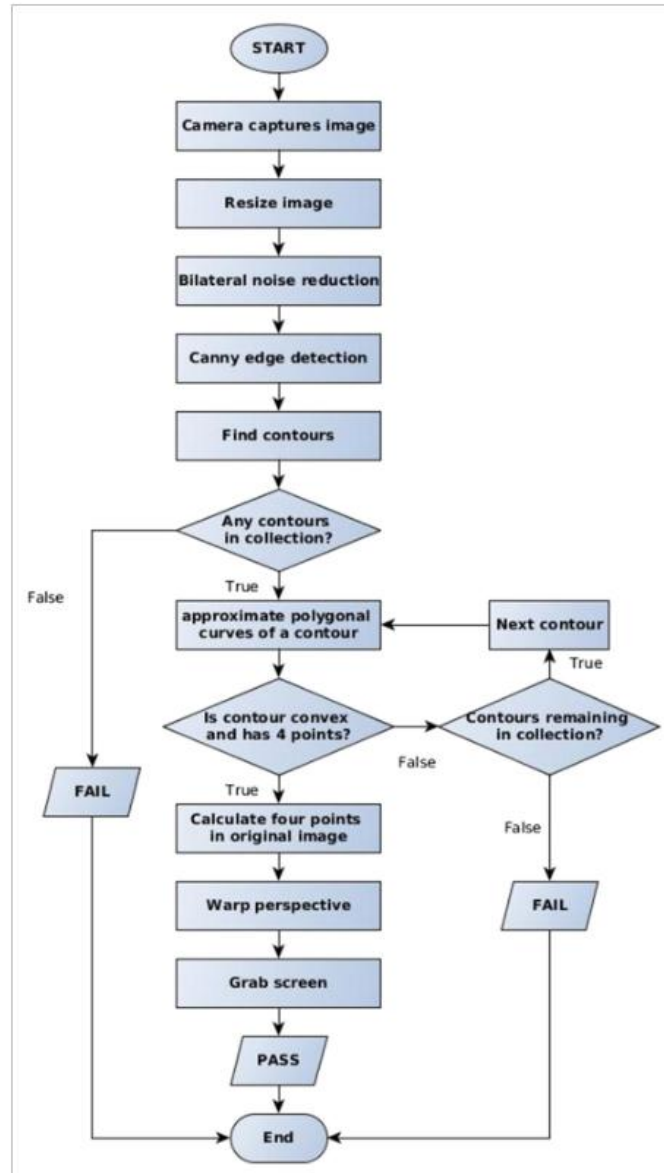 START
Camera captures image
Resize image
Bilateral noise reduction
Canny edge detection
Find contours
Any contours
in collection?
False
True
approximate polygonal
curves of a contour
Next contour
True
Is contour convex
and has 4 points?
False
Contours remaining
in collection?
FAIL
True
Calculate four points
in original image
False
Warp perspective
FAIL
Grab screen
PASS
End